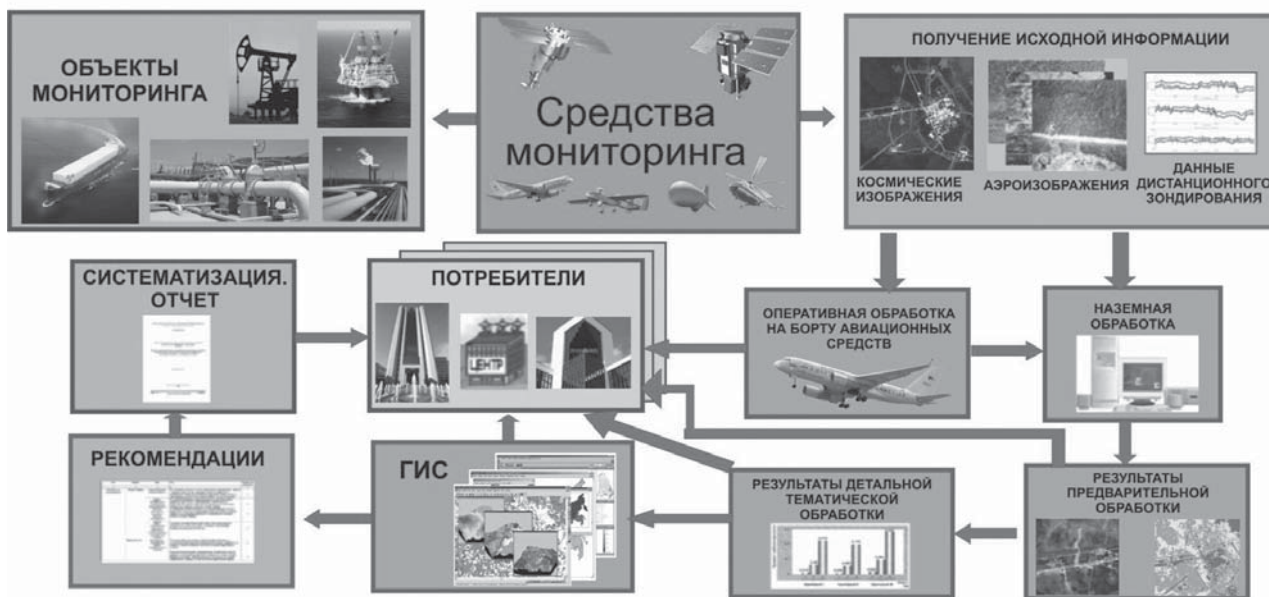 ОБЪЕКТЫ
МОНИТОРИНГА
Средства
мониторинга
ПОЛУЧЕНИЕ ИСХОДНОЙ ИНФОРМАЦИИ
КОСМИЧЕСКИЕ
ИЗОБРАЖЕНИЯ
АЭРОИЗОБРАЖЕНИЯ
ДАННЫЕ
ДИСТАНЦИОННОГО
ЗОНДИРОВАНИЯ
СИСТЕМАТИЗАЦИЯ.
ОТЧЕТ
ПОТРЕБИТЕЛИ
ЦЕНТР
ОПЕРАТИВНАЯ ОБРАБОТКА
НА БОРТУ АВИАЦИОННЫХ
СРЕДСТВ
НАЗЕМНАЯ
ОБРАБОТКА
РЕКОМЕНДАЦИИ
ГИС
РЕЗУЛЬТАТЫ ДЕТАЛЬНОЙ
ТЕМАТИЧЕСКОЙ
ОБРАБОТКИ
РЕЗУЛЬТАТЫ
ПРЕДВАРИТЕЛЬНОЙ
ОБРАБОТКИ